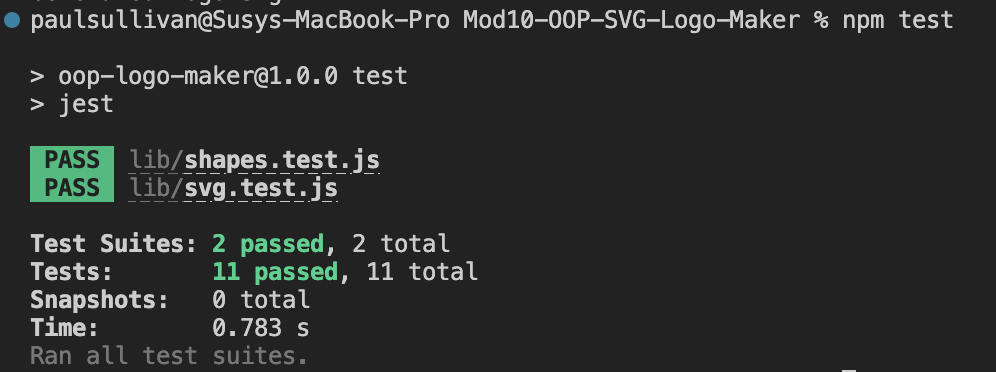 paulsullivan@Susys-MacBook-Pro Mod10-OOP-SVG-Logo-Maker % npm test
> oop-logo-maker@1.0.0 test
> jest
PASS lib/shapes.test.js
PASS lib/svg.test.js
Test Suites: 2 passed, 2 total
Tests: 11 passed, 11 total
Snapshots: 0 total
Time: 0.783 s
Ran all test suites.